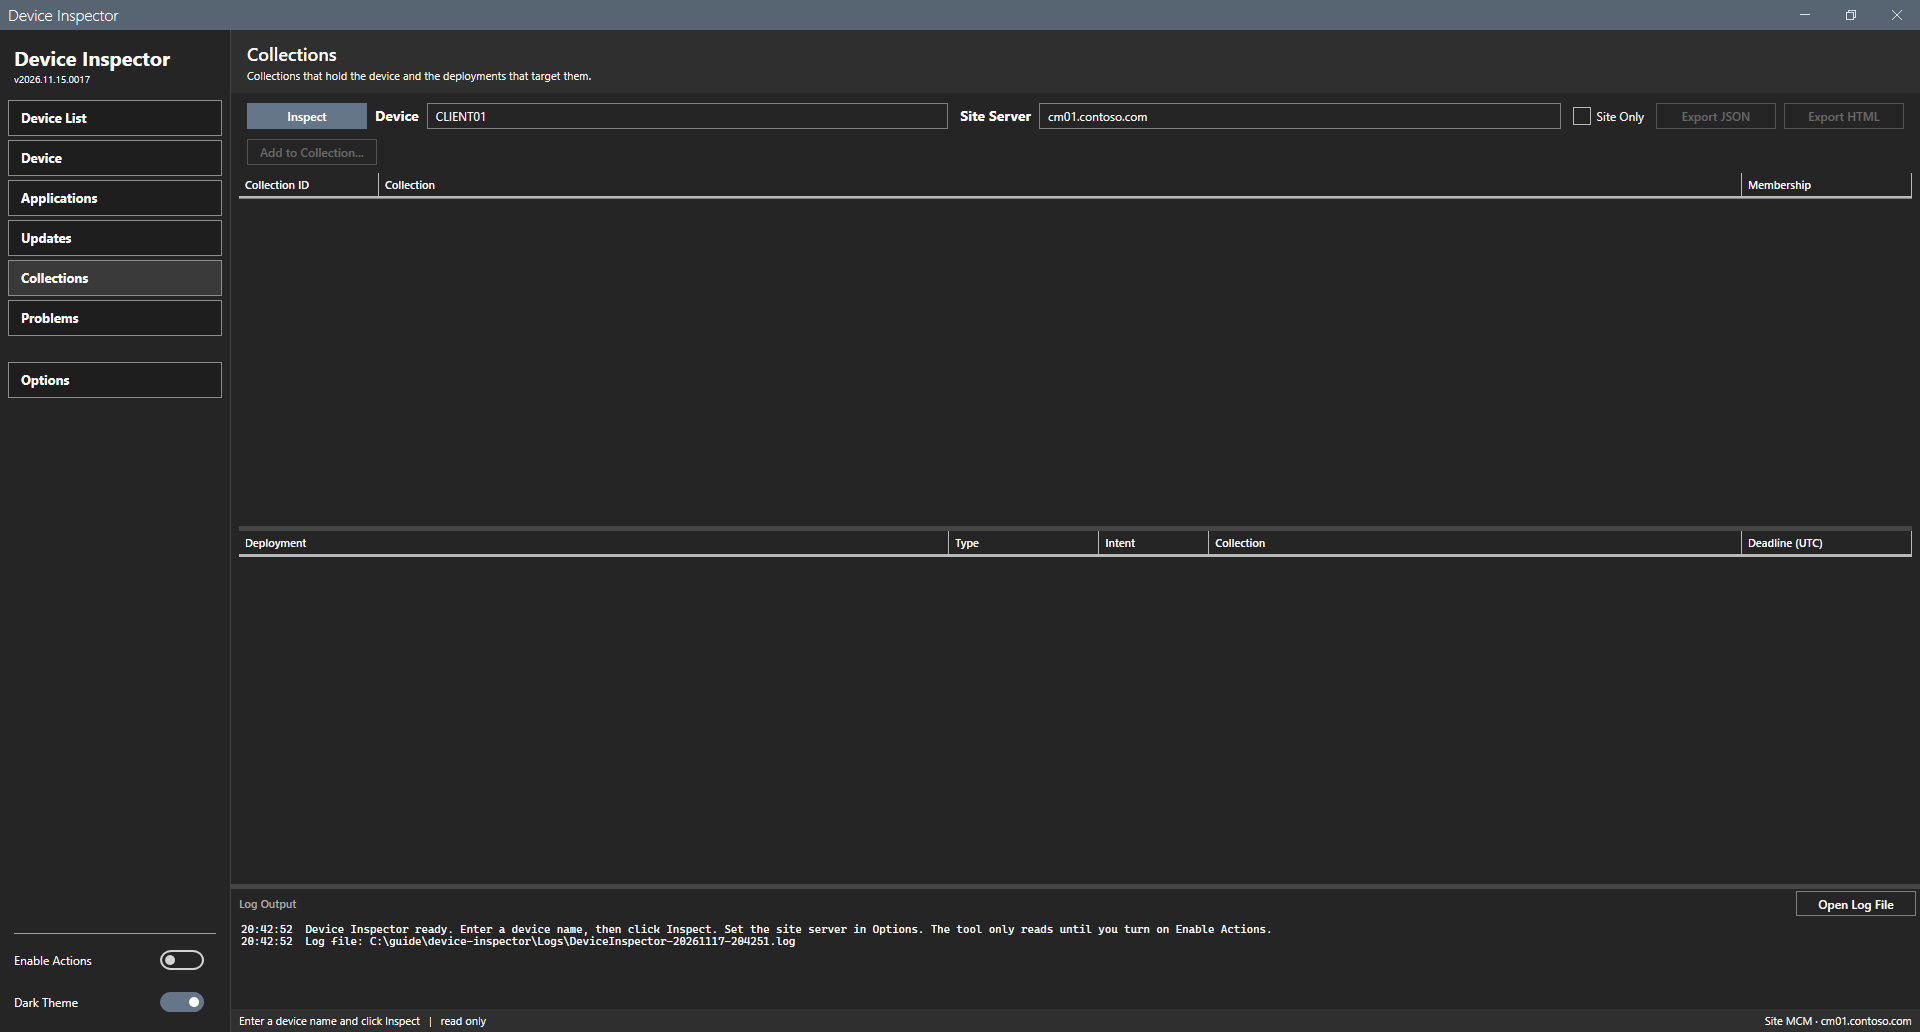 Device Inspector
Device Inspector
v2026.11.15.0017
Device List
Device
Applications
Updates
Collections
Problems
Options
Enable Actions
Dark Theme
Collections
Collections that hold the device and the deployments that target them.
Inspect Device CLIENT01 Site Server cm01.contoso.com Site Only Export JSON Export HTML
Add to Collection...
Collection ID Collection Membership
Deployment Type Intent Collection Deadline (UTC)
Log Output Open Log File
20:42:52 Device Inspector ready. Enter a device name, then click Inspect. Set the site server in Options. The tool only reads until you turn on Enable Actions.
20:42:52 Log file: C:\guide\device-inspector\Logs\DeviceInspector-20261117-204251.log
Enter a device name and click Inspect | read only Site MCM · cm01.contoso.com